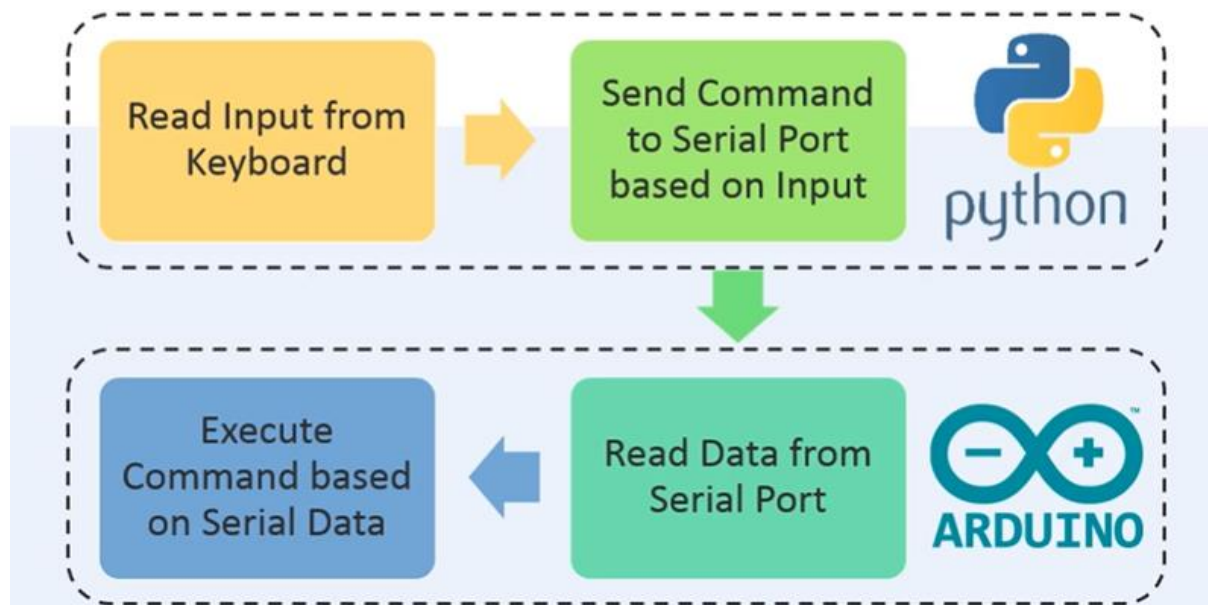 Read Input from
Keyboard
Send Command
to Serial Port
based on Input
python
Execute
Command based
on Serial Data
Read Data from
Serial Port
ARDUINO
™